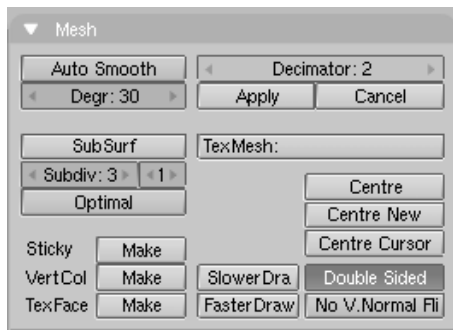 Mesh
Auto Smooth
Decimator: 2
Degr: 30
Apply
Cancel
SubSurf
TexMesh:
Subdiv: 3
1
Optimal
Centre
Centre New
Centre Cursor
Sticky
Make
VertCol
Make
SlowerDra
Double Sided
TexFace
Make
FasterDraw
No V.Normal Fli